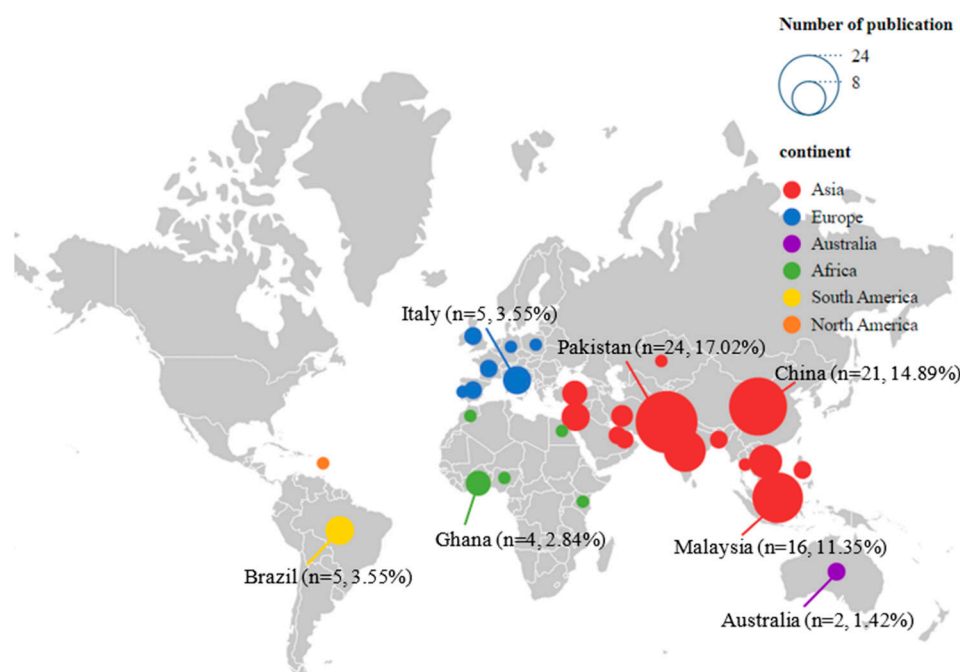 Number of publication
24
8
continent
Asia
Europe
Australia
Africa
South America
North America
Italy (n=5, 3.55%)
Pakistan (n=24, 17.02%)
China (n=21, 14.89%)
Ghana (n=4, 2.84%)
Malaysia (n=16, 11.35%)
Brazil (n=5, 3.55%)
Australia (n=2, 1.42%)